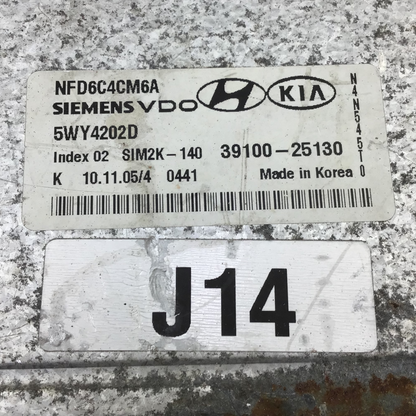 NFD6C4CM6A
SIEMENS VDO KIA
5WY4202D
Index 02 SIM2K-140 39100-25130
K 10.11.05/4 0441 Made in Korea
N4N545T0
J14